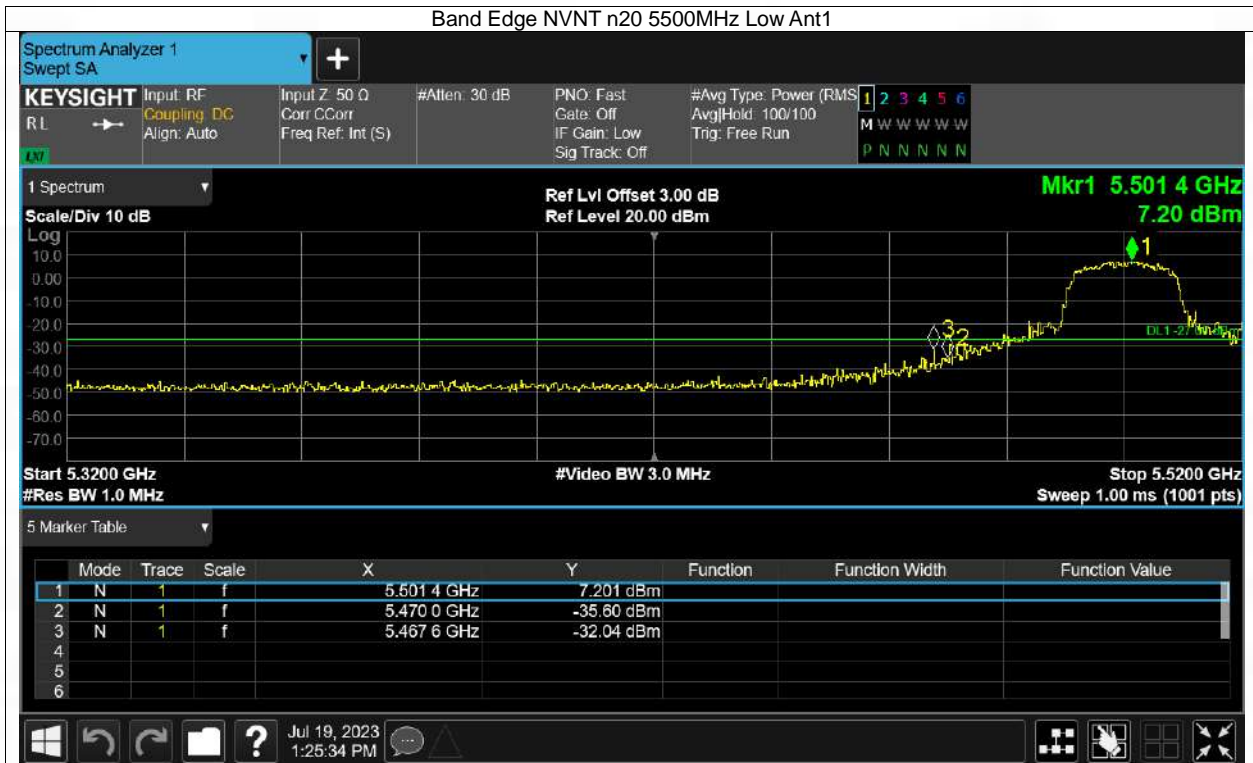 Band Edge NVNT n20 5500MHz Low Ant1
Spectrum Analyzer 1
Swept SA
+
KEYSIGHT
RL
LXI
Input: RF
Coupling: DC
Align: Auto
Input Z: 50 Ω
Corr CCorr
Freq Ref: Int (S)
#Atten: 30 dB
PNO: Fast
Gate: Off
IF Gain: Low
Sig Track: Off
#Avg Type: Power (RMS
Avg|Hold: 100/100
Trig: Free Run
1 2 3 4 5 6
M W W W W W
P N N N N N
1 Spectrum
Scale/Div 10 dB
Ref Lvl Offset 3.00 dB
Ref Level 20.00 dBm
Mkr1 5.501 4 GHz
7.20 dBm
Log
10.0
0.00
-10.0
-20.0
-30.0
-40.0
-50.0
-60.0
-70.0
1
3
2
DL1 -27
Start 5.3200 GHz
#Res BW 1.0 MHz
#Video BW 3.0 MHz
Stop 5.5200 GHz
Sweep 1.00 ms (1001 pts)
5 Marker Table
Mode Trace Scale X Y Function Function Width Function Value
1 N 1 f 5.501 4 GHz 7.201 dBm
2 N 1 f 5.470 0 GHz -35.60 dBm
3 N 1 f 5.467 6 GHz -32.04 dBm
4
5
6
?
Jul 19, 2023
1:25:34 PM